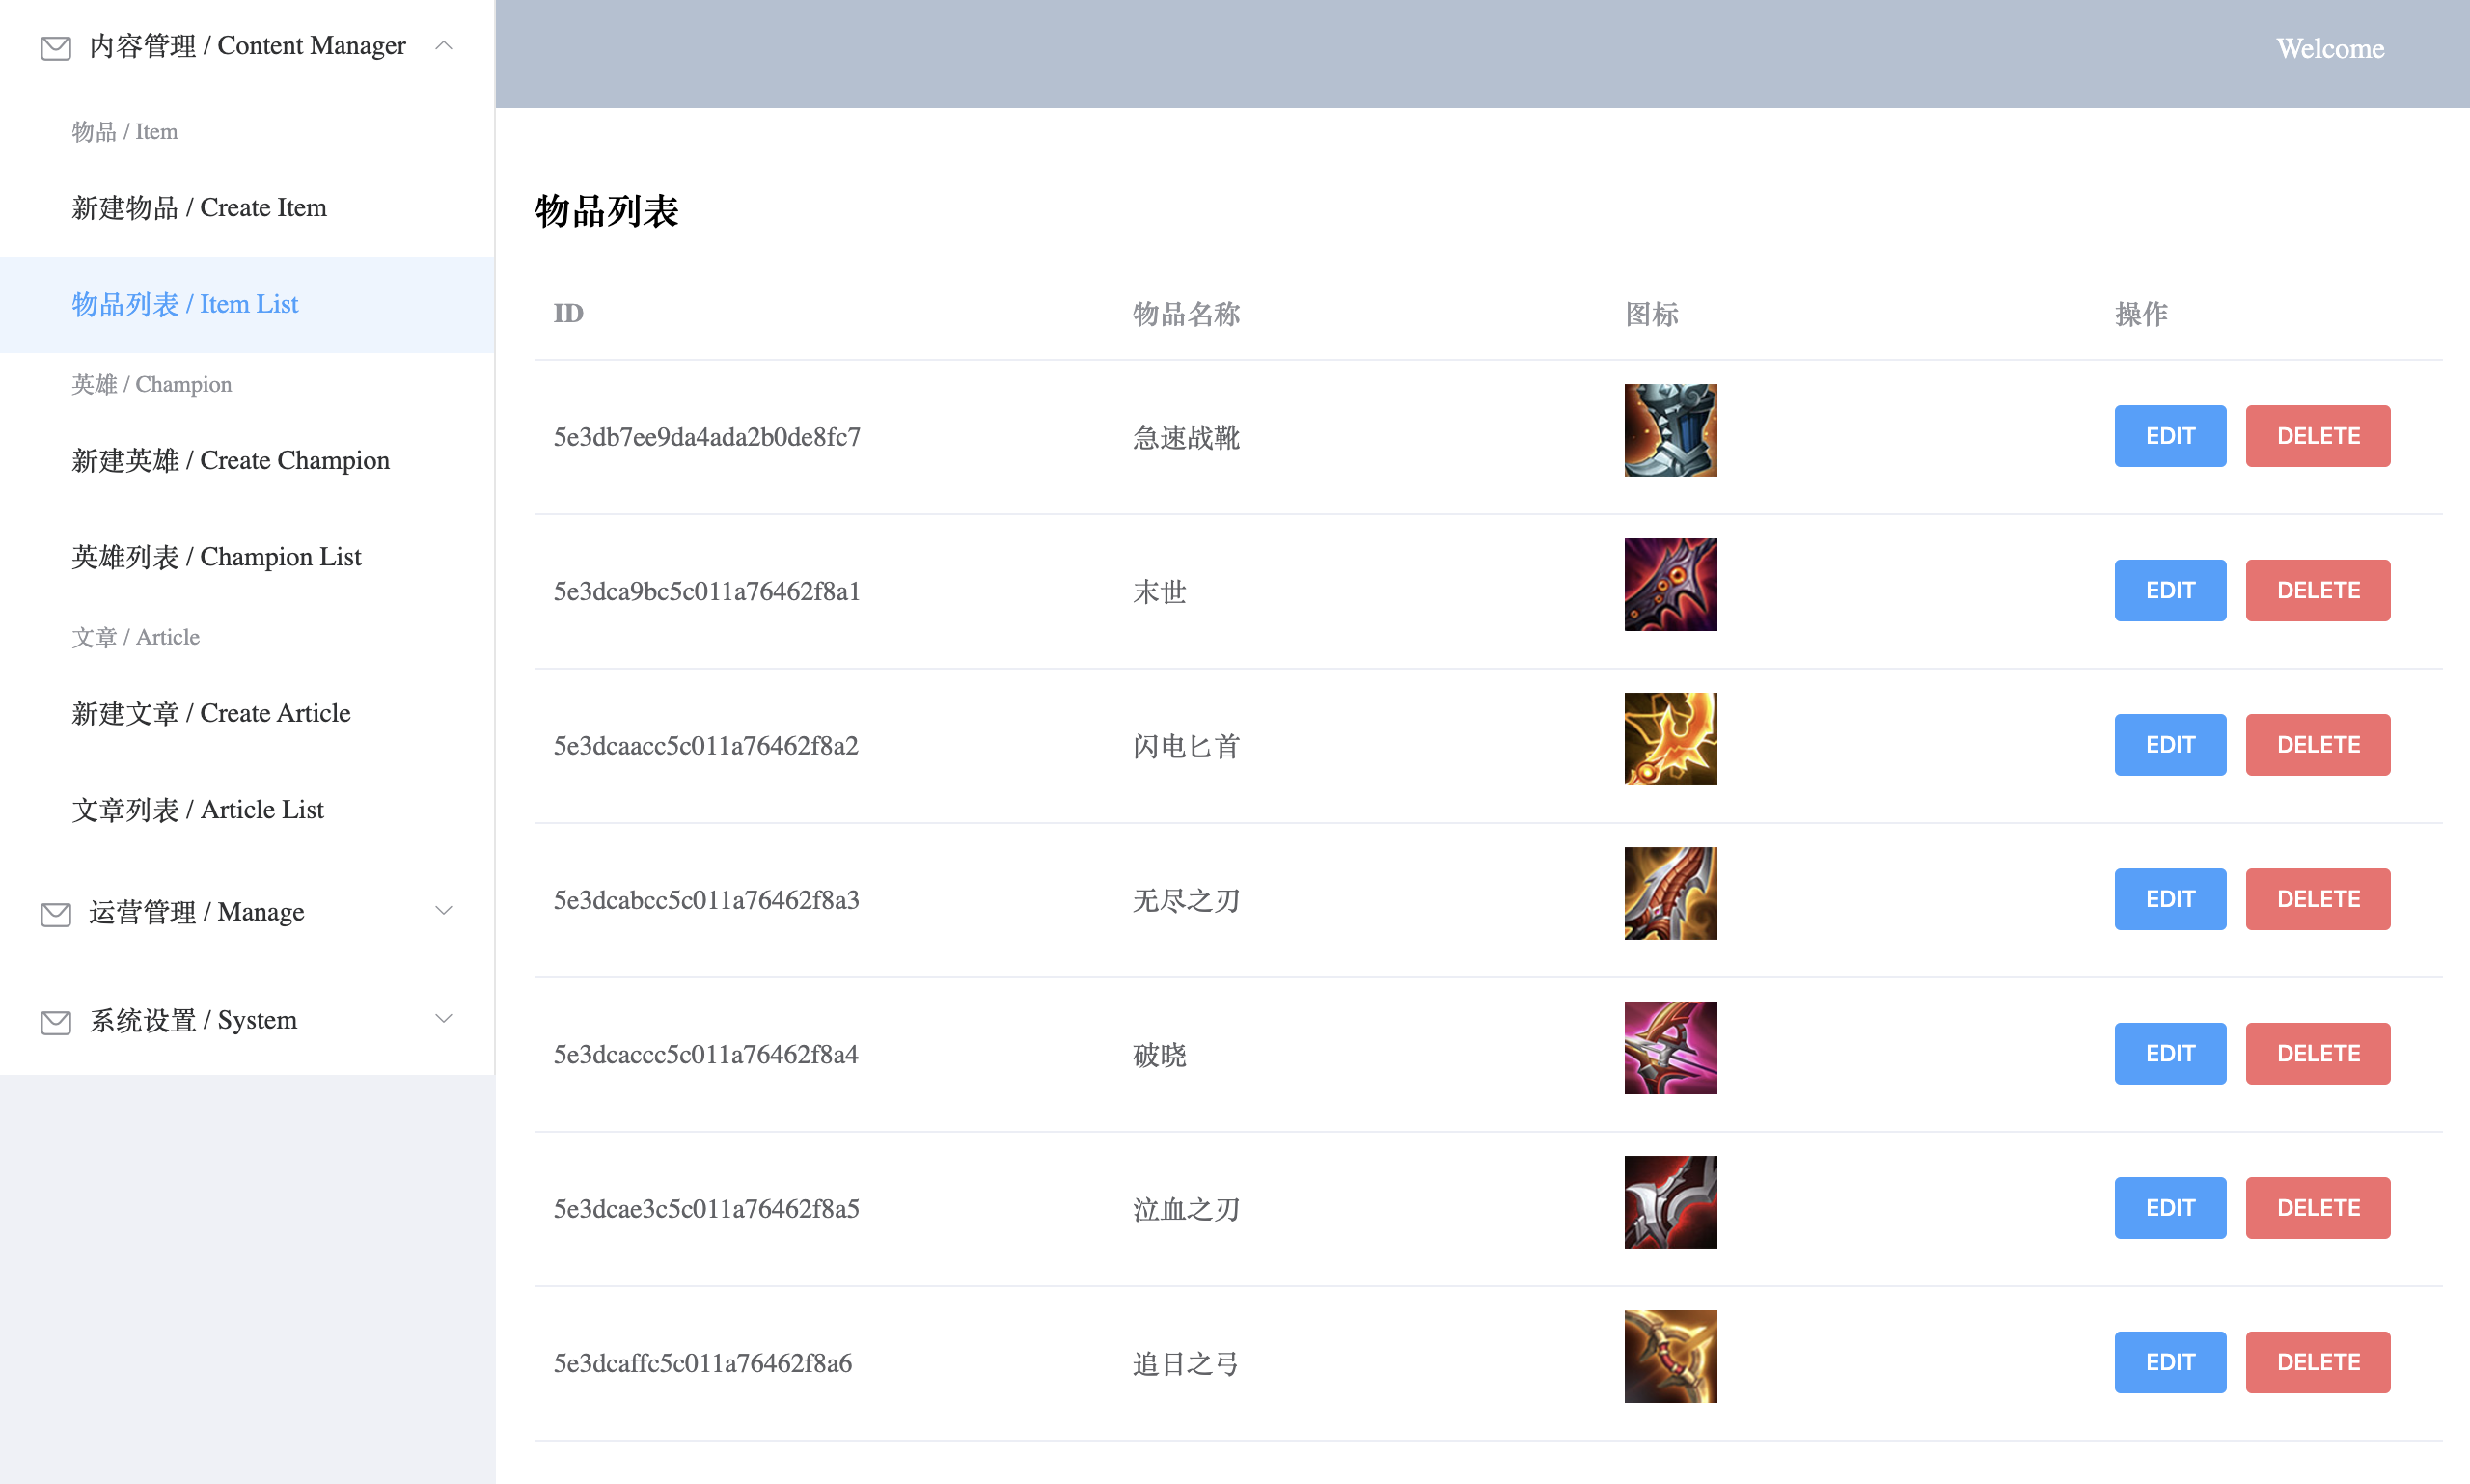 内容管理 / Content Manager
物品 / Item
新建物品 / Create Item
物品列表 / Item List
英雄 / Champion
新建英雄 / Create Champion
英雄列表 / Champion List
文章 / Article
新建文章 / Create Article
文章列表 / Article List
运营管理 / Manage
系统设置 / System
Welcome
物品列表
ID 物品名称 图标 操作
5e3db7ee9da4ada2b0de8fc7 急速战靴 EDIT DELETE
5e3dca9bc5c011a76462f8a1 末世 EDIT DELETE
5e3dcaacc5c011a76462f8a2 闪电匕首 EDIT DELETE
5e3dcabcc5c011a76462f8a3 无尽之刃 EDIT DELETE
5e3dcaccc5c011a76462f8a4 破晓 EDIT DELETE
5e3dcae3c5c011a76462f8a5 泣血之刃 EDIT DELETE
5e3dcaffc5c011a76462f8a6 追日之弓 EDIT DELETE